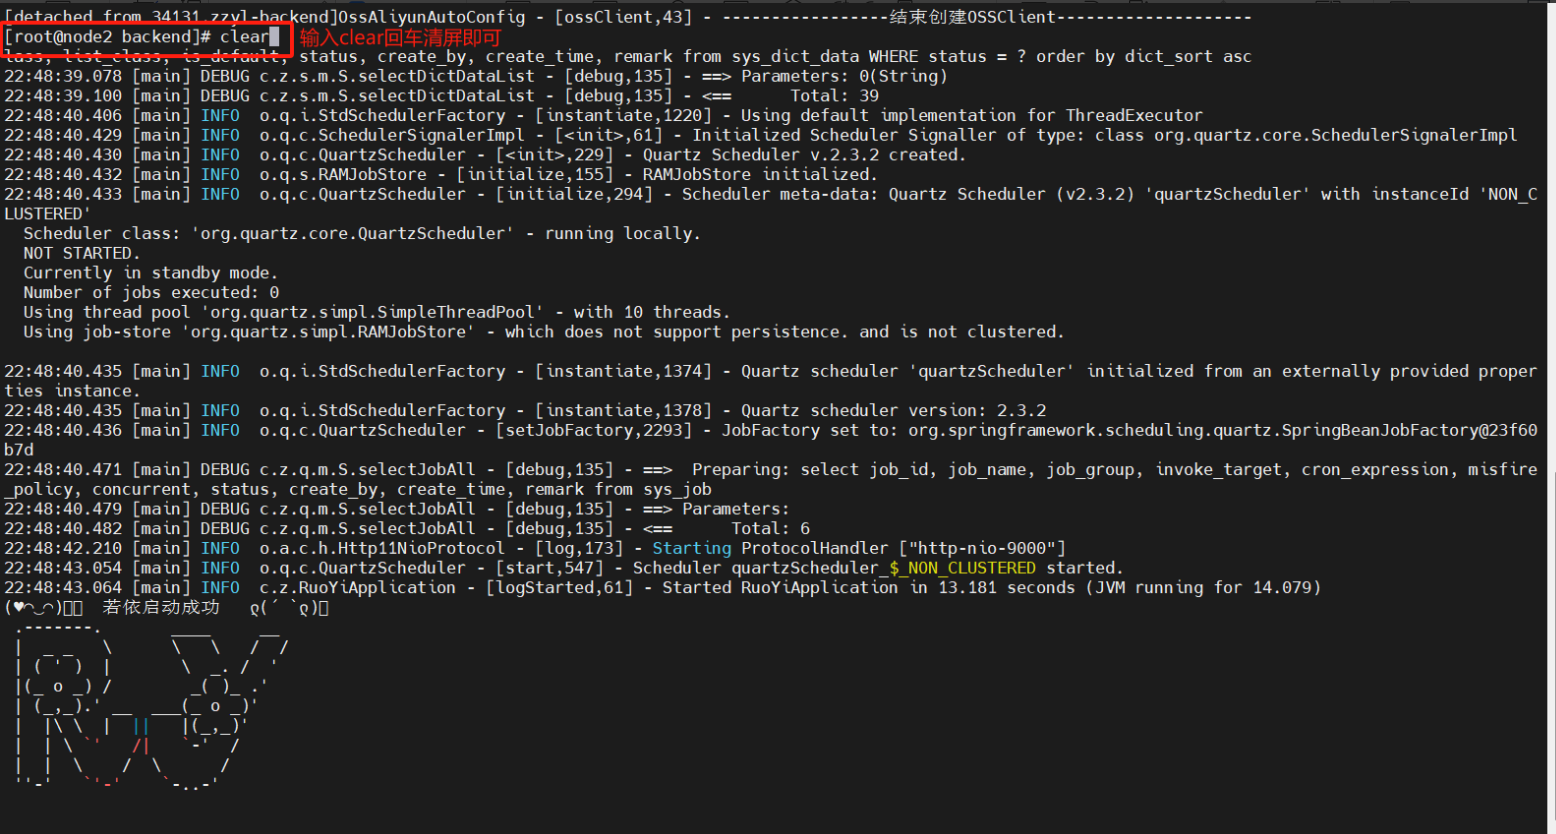 [detached from 34131.zzyl-backend]OssAliyunAutoConfig - [ossClient,43] - -----------------结束创建OSSClient--------------------
[root@node2 backend]# clear 输入clear回车清屏即可
lass, list_class, is_default, status, create_by, create_time, remark from sys_dict_data WHERE status = ? order by dict_sort asc
22:48:39.078 [main] DEBUG c.z.s.m.S.selectDictDataList - [debug,135] - ==> Parameters: 0(String)
22:48:39.100 [main] DEBUG c.z.s.m.S.selectDictDataList - [debug,135] - <==      Total: 39
22:48:40.406 [main] INFO  o.q.i.StdSchedulerFactory - [instantiate,1220] - Using default implementation for ThreadExecutor
22:48:40.429 [main] INFO  o.q.c.SchedulerSignalerImpl - [<init>,61] - Initialized Scheduler Signaller of type: class org.quartz.core.SchedulerSignalerImpl
22:48:40.430 [main] INFO  o.q.c.QuartzScheduler - [<init>,229] - Quartz Scheduler v.2.3.2 created.
22:48:40.432 [main] INFO  o.q.s.RAMJobStore - [initialize,155] - RAMJobStore initialized.
22:48:40.433 [main] INFO  o.q.c.QuartzScheduler - [initialize,294] - Scheduler meta-data: Quartz Scheduler (v2.3.2) 'quartzScheduler' with instanceId 'NON_C
LUSTERED'
  Scheduler class: 'org.quartz.core.QuartzScheduler' - running locally.
  NOT STARTED.
  Currently in standby mode.
  Number of jobs executed: 0
  Using thread pool 'org.quartz.simpl.SimpleThreadPool' - with 10 threads.
  Using job-store 'org.quartz.simpl.RAMJobStore' - which does not support persistence. and is not clustered.
22:48:40.435 [main] INFO  o.q.i.StdSchedulerFactory - [instantiate,1374] - Quartz scheduler 'quartzScheduler' initialized from an externally provided proper
ties instance.
22:48:40.435 [main] INFO  o.q.i.StdSchedulerFactory - [instantiate,1378] - Quartz scheduler version: 2.3.2
22:48:40.436 [main] INFO  o.q.c.QuartzScheduler - [setJobFactory,2293] - JobFactory set to: org.springframework.scheduling.quartz.SpringBeanJobFactory@23f60
b7d
22:48:40.471 [main] DEBUG c.z.q.m.S.selectJobAll - [debug,135] - ==>  Preparing: select job_id, job_name, job_group, invoke_target, cron_expression, misfire
_policy, concurrent, status, create_by, create_time, remark from sys_job
22:48:40.479 [main] DEBUG c.z.q.m.S.selectJobAll - [debug,135] - ==> Parameters:
22:48:40.482 [main] DEBUG c.z.q.m.S.selectJobAll - [debug,135] - <==      Total: 6
22:48:42.210 [main] INFO  o.a.c.h.Http11NioProtocol - [log,173] - Starting ProtocolHandler ["http-nio-9000"]
22:48:43.054 [main] INFO  o.q.c.QuartzScheduler - [start,547] - Scheduler quartzScheduler_$_NON_CLUSTERED started.
22:48:43.064 [main] INFO  c.z.RuoYiApplication - [logStarted,61] - Started RuoYiApplication in 13.181 seconds (JVM running for 14.079)
(♥◠‿◠) 若依启动成功